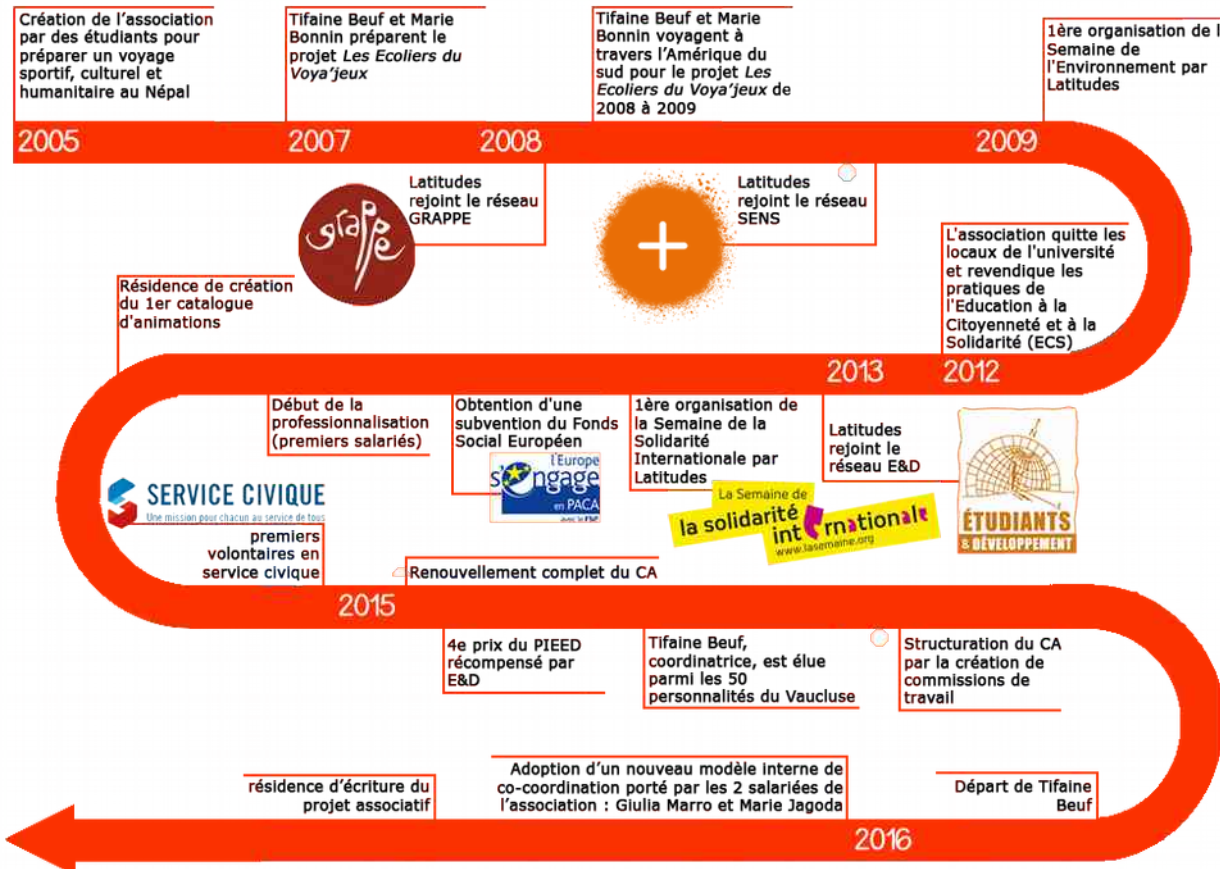 Création de l'association
par des étudiants pour
préparer un voyage
sportif, culturel et
humanitaire au Népal
Tifaine Beuf et Marie
Bonnin préparent le
projet Les Ecoliers du
Voya'jeux
Tifaine Beuf et Marie
Bonnin voyagent à
travers l'Amérique du
sud pour le projet Les
Ecoliers du Voya'jeux de
2008 à 2009
1ère organisation de l
Semaine de
l'Environnement par
Latitudes
2005
2007
2008
2009
grappe
Latitudes
rejoint le réseau
GRAPPE
Latitudes
rejoint le réseau
SENS
L'association quitte les
locaux de l'université
et revendique les
pratiques de
l'Education à la
Citoyenneté et à la
Solidarité (ECS)
Résidence de création
du 1er catalogue
d'animations
2013
2012
Début de la
professionnalisation
(premiers salariés)
Obtention d'une
subvention du Fonds
Social Européen
l'Europe
s'engage
en PACA
avec le FSE
1ère organisation de
la Semaine de la
Solidarité
Internationale par
Latitudes
La Semaine de
la solidarité
internationale
www.lasemaine.org
Latitudes
rejoint le
réseau E&D
ÉTUDIANTS
& DÉVELOPPEMENT
SERVICE CIVIQUE
Une mission pour chacun au service de tous
premiers
volontaires en
service civique
Renouvellement complet du CA
2015
4e prix du PIEED
récompensé par
E&D
Tifaine Beuf,
coordinatrice, est élue
parmi les 50
personnalités du Vaucluse
Structuration du CA
par la création de
commissions de
travail
résidence d'écriture du
projet associatif
Adoption d'un nouveau modèle interne de
co-coordination porté par les 2 salariées de
l'association : Giulia Marro et Marie Jagoda
Départ de Tifaine
Beuf
2016